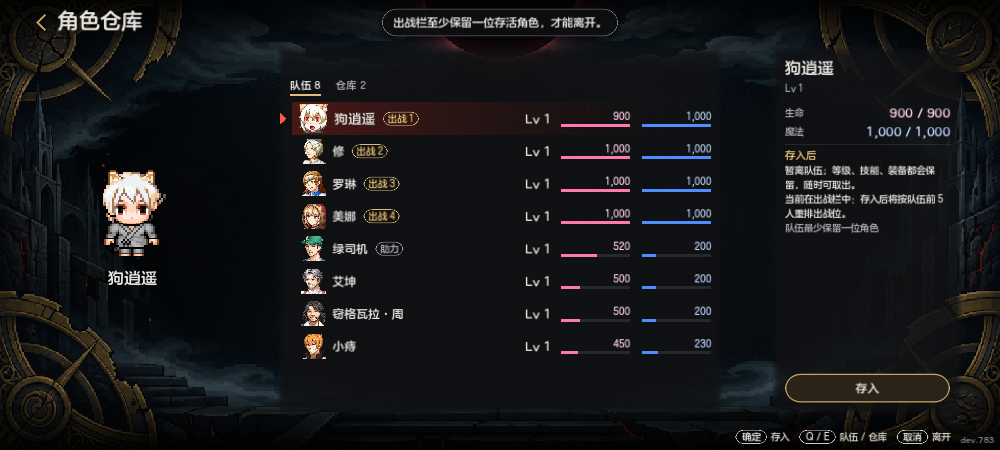 角色仓库
出战栏至少保留一位存活角色，才能离开。
队伍 8 仓库 2
狗逍遥 出战1 Lv 1 900 1,000
修 出战2 Lv 1 1,000 1,000
罗琳 出战3 Lv 1 1,000 1,000
美娜 出战4 Lv 1 1,000 1,000
绿司机 助力 Lv 1 520 200
艾坤 Lv 1 500 200
窃格瓦拉·周 Lv 1 500 200
小痔 Lv 1 450 230
狗逍遥
狗逍遥
Lv 1
生命 900 / 900
魔法 1,000 / 1,000
存入后
暂离队伍；等级、技能、装备都会保
留，随时可取出。
当前在出战栏中；存入后将按队伍前 5
人重排出战位。
队伍最少保留一位角色
存入
确定 存入 Q / E 队伍 / 仓库 取消 离开
dev.783